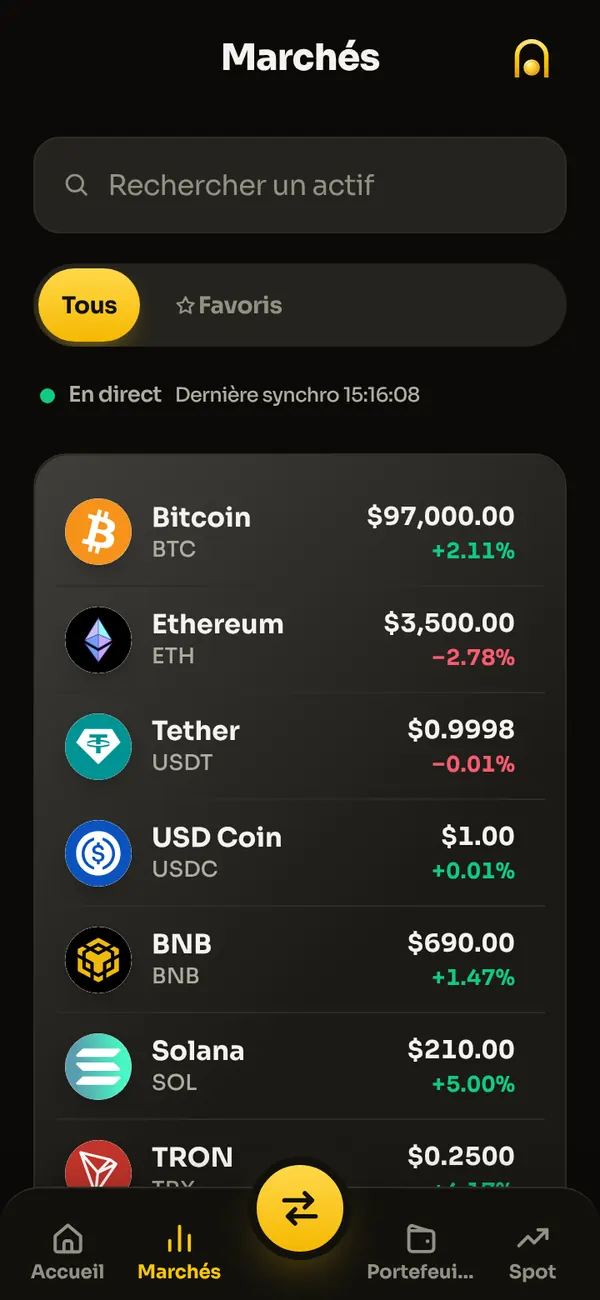 Marchés
Rechercher un actif
Tous
Favoris
En direct Dernière synchro 15:16:08
Bitcoin $97,000.00
BTC +2.11%
Ethereum $3,500.00
ETH −2.78%
Tether $0.9998
USDT −0.01%
USD Coin $1.00
USDC +0.01%
BNB $690.00
BNB +1.47%
Solana $210.00
SOL +5.00%
TRON $0.2500
Accueil
Marchés
Portefeui...
Spot